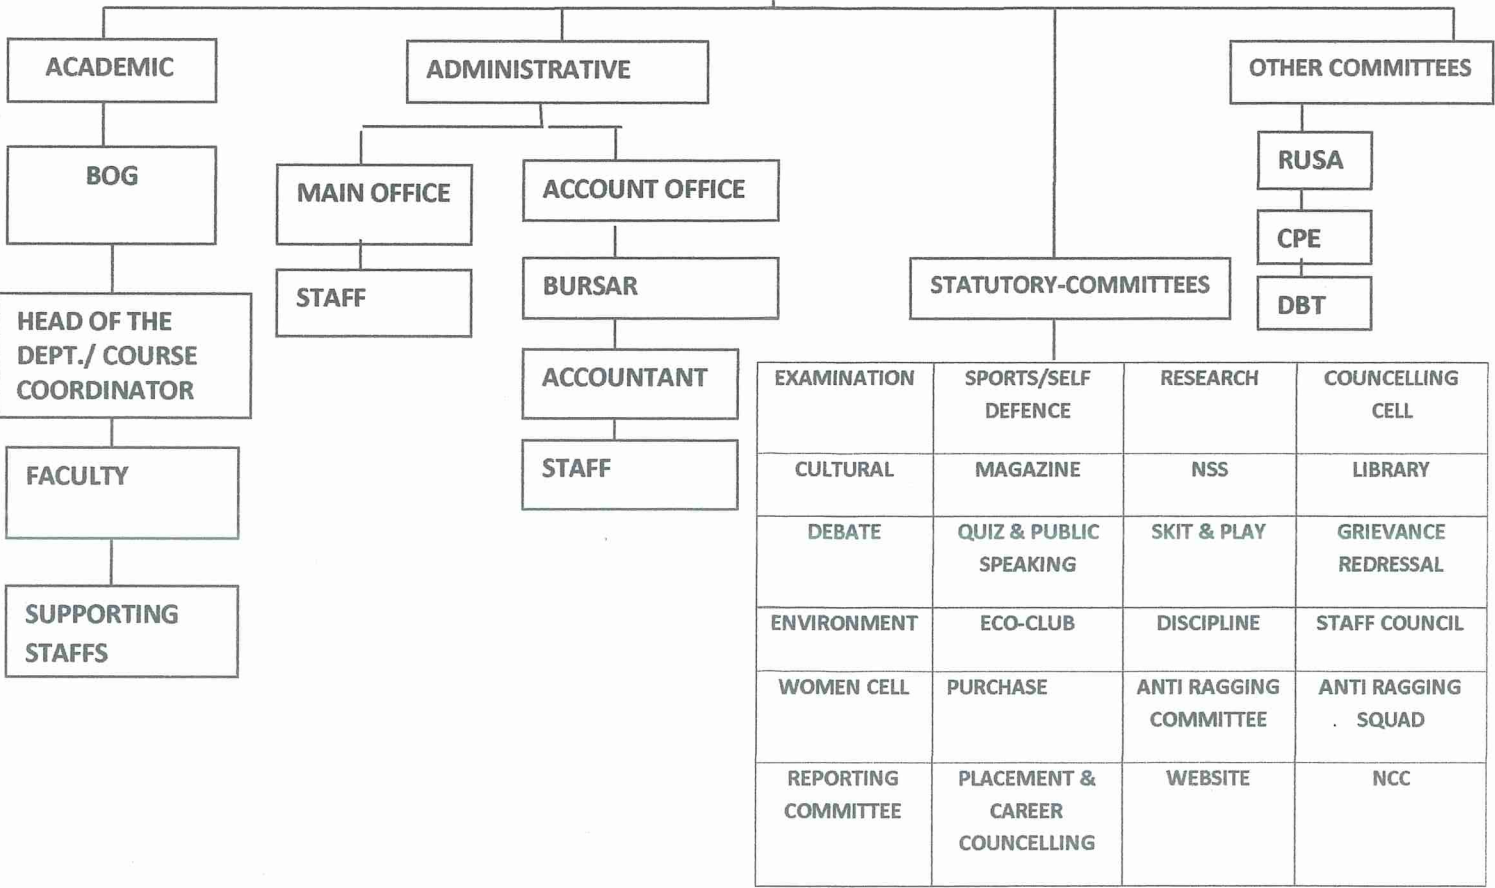 ACADEMIC
BOG
HEAD OF THE
DEPT./ COURSE
COORDINATOR
FACULTY
SUPPORTING
STAFFS
ADMINISTRATIVE
MAIN OFFICE
STAFF
ACCOUNT OFFICE
BURSAR
ACCOUNTANT
STAFF
STATUTORY-COMMITTEES
EXAMINATION
SPORTS/SELF
DEFENCE
RESEARCH
COUNCELLING
CELL
CULTURAL
MAGAZINE
NSS
LIBRARY
DEBATE
QUIZ & PUBLIC
SPEAKING
SKIT & PLAY
GRIEVANCE
REDRESSAL
ENVIRONMENT
ECO-CLUB
DISCIPLINE
STAFF COUNCIL
WOMEN CELL
PURCHASE
ANTI RAGGING
COMMITTEE
ANTI RAGGING
SQUAD
REPORTING
COMMITTEE
PLACEMENT &
CAREER
COUNCELLING
WEBSITE
NCC
OTHER COMMITTEES
RUSA
CPE
DBT